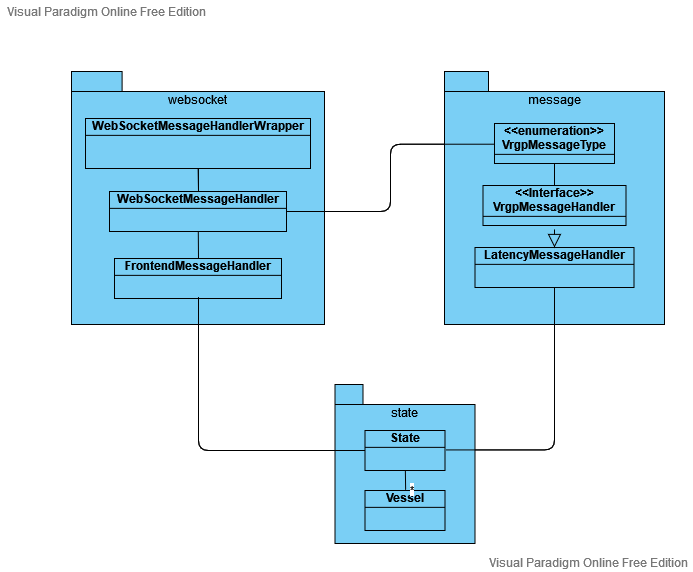 Visual Paradigm Online Free Edition
websocket
WebSocketMessageHandlerWrapper
WebSocketMessageHandler
FrontendMessageHandler
message
<<enumeration>>
VrgpMessageType
<<Interface>>
VrgpMessageHandler
LatencyMessageHandler
state
State
*
Vessel
Visual Paradigm Online Free Edition